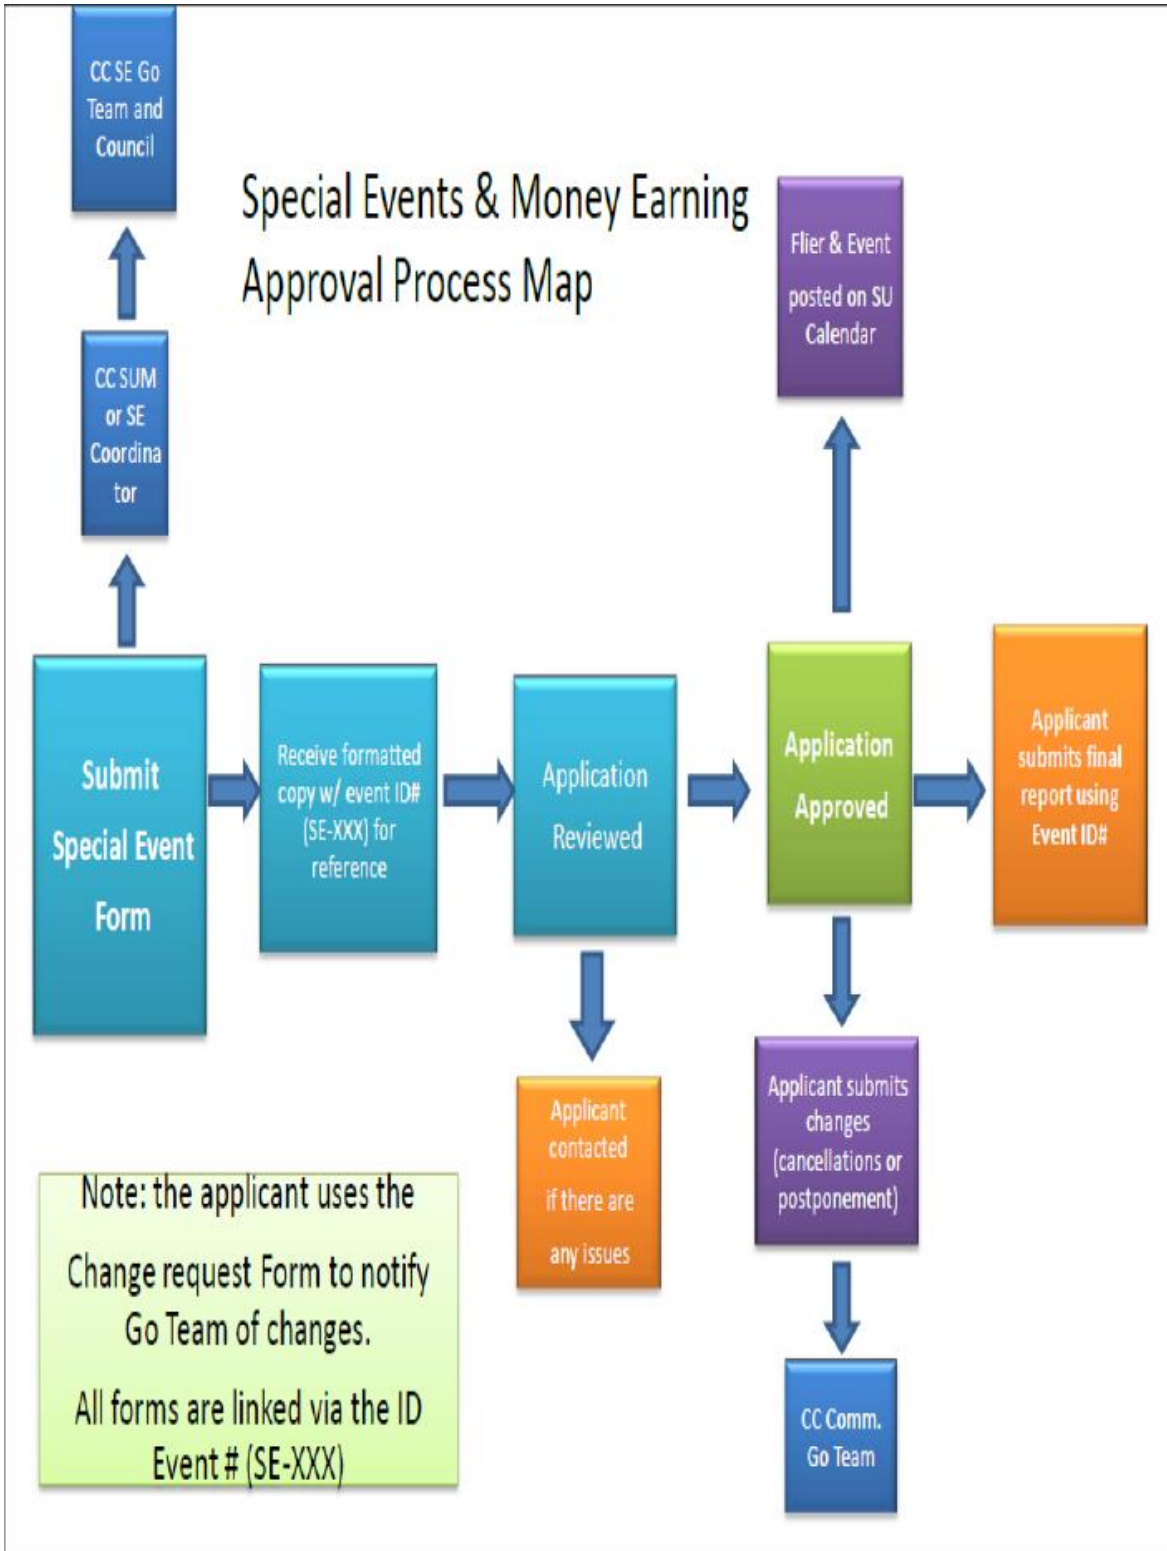 CC SE Go
Team and
Council
Special Events & Money Earning
Approval Process Map
Flier & Event
posted on SU
Calendar
CC SUM
or SE
Coordina
tor
Submit
Special Event
Form
Receive formatted
copy w/ event ID#
(SE-XXX) for
reference
Application
Reviewed
Application
Approved
Applicant
submits final
report using
Event ID#
Applicant
contacted
if there are
any issues
Applicant submits
changes
(cancellations or
postponement)
CC Comm.
Go Team
Note: the applicant uses the
Change request Form to notify
Go Team of changes.
All forms are linked via the ID
Event # (SE-XXX)